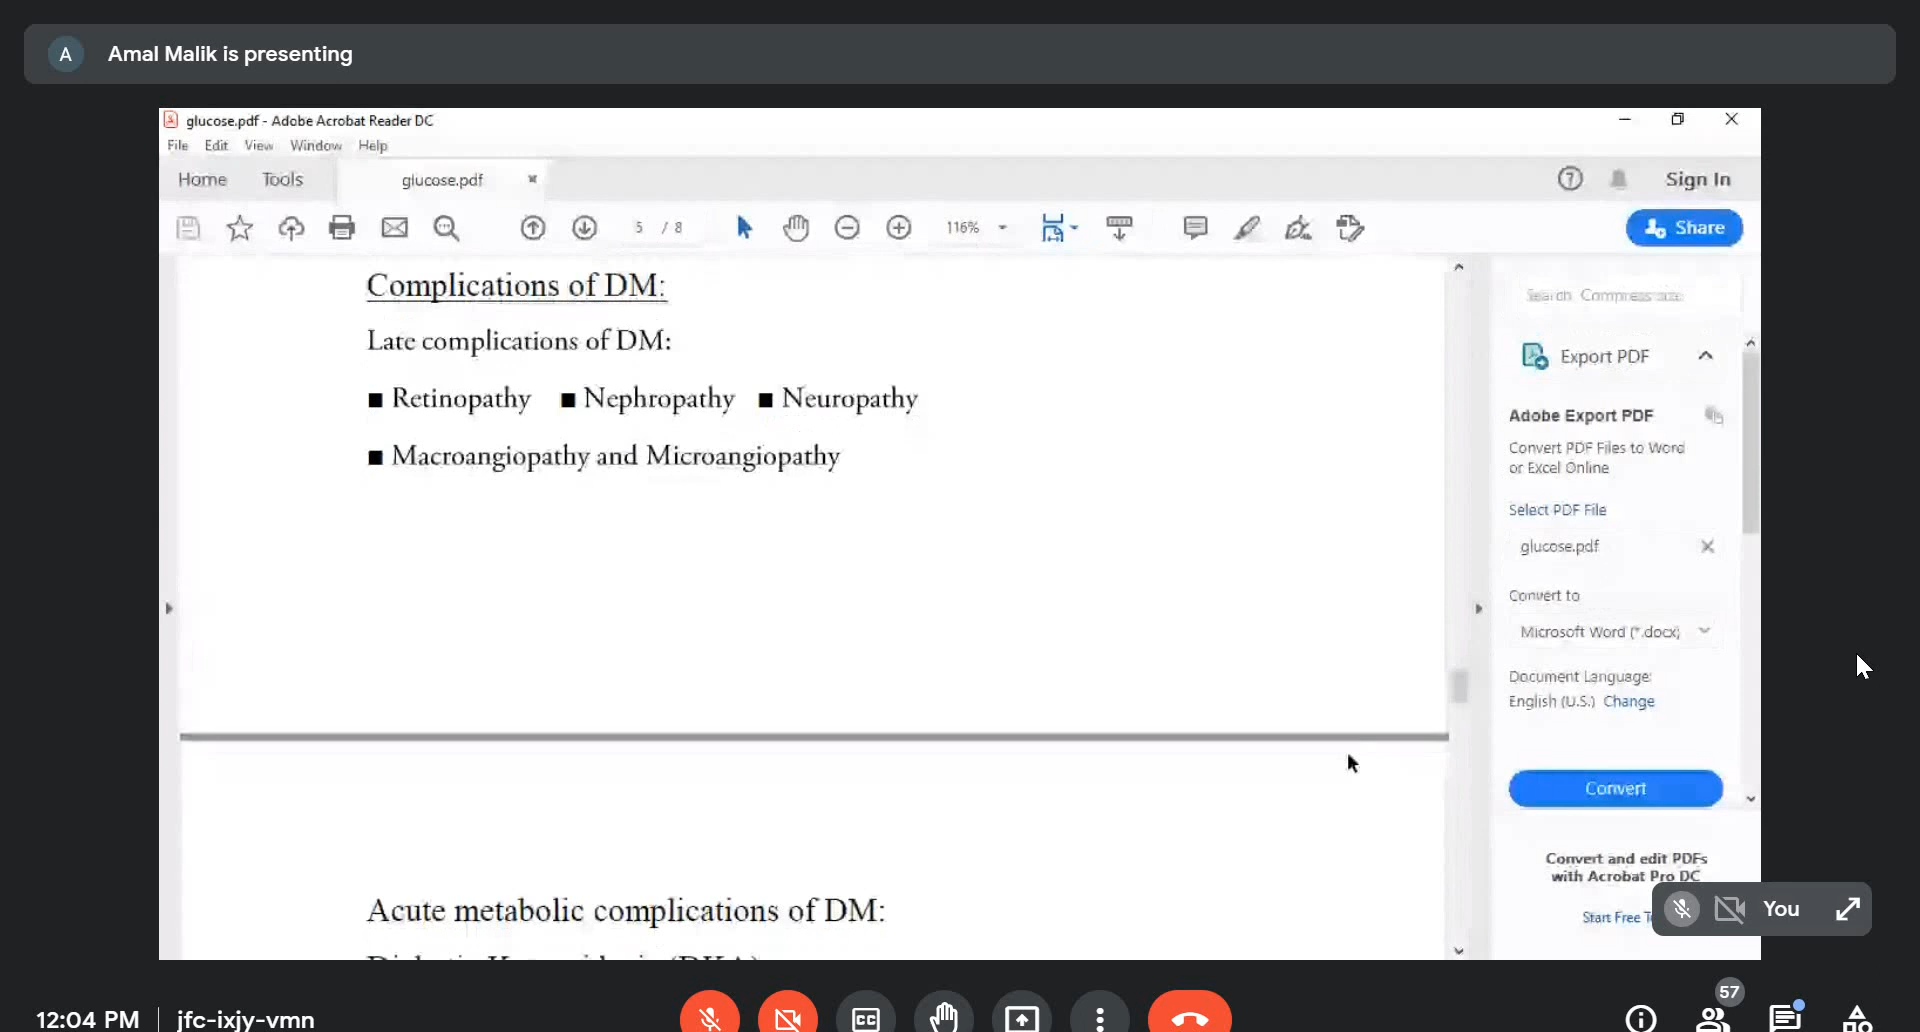 A Amal Malik is presenting
glucose.pdf - Adobe Acrobat Reader DC
File Edit View Window Help
Home Tools glucose.pdf Sign In
5 / 8 116% Share
Complications of DM:
Late complications of DM:
■ Retinopathy ■ Nephropathy ■ Neuropathy
■ Macroangiopathy and Microangiopathy
Acute metabolic complications of DM:
Export PDF
Adobe Export PDF
Convert PDF Files to Word
or Excel Online
Select PDF File
glucose.pdf
Convert to
Microsoft Word (*.docx)
Document Language:
English (U.S.) Change
Convert
Convert and edit PDFs
with Acrobat Pro DC
Start Free
You
57
12:04 PM jfc-ixjy-vmn
CC